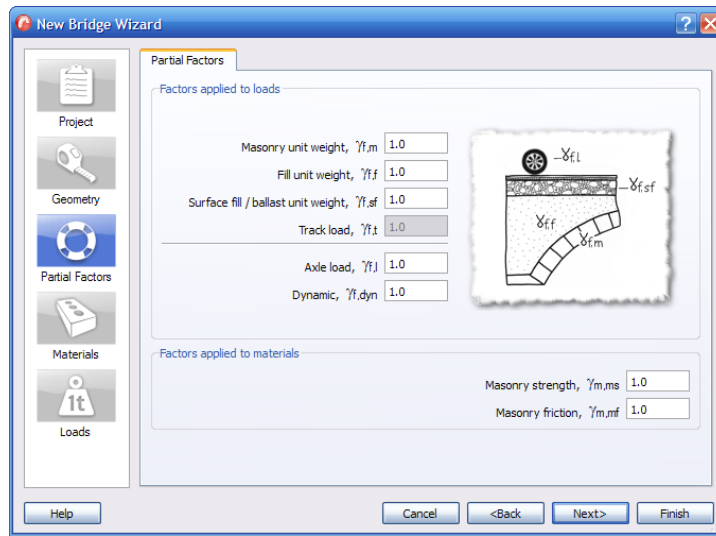 New Bridge Wizard
Project
Geometry
Partial Factors
Materials
1t
Loads
Partial Factors
Factors applied to loads
Masonry unit weight, γf,m 1.0
Fill unit weight, γf,f 1.0
Surface fill / ballast unit weight, γf,sf 1.0
Track load, γf,t 1.0
Axle load, γf,l 1.0
Dynamic, γf,dyn 1.0
γf.l
γf.sf
γf.f
γf.m
Factors applied to materials
Masonry strength, γm,ms 1.0
Masonry friction, γm,mf 1.0
Help
Cancel
<Back
Next>
Finish